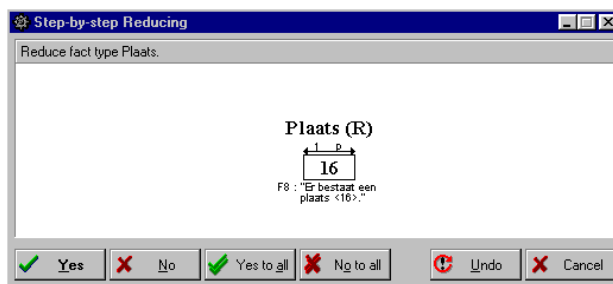 Step-by-step Reducing
Reduce fact type Plaats.
Plaats (R)
1 p
16
F8 : "Er bestaat een
plaats <16>."
Yes No Yes to all No to all Undo Cancel